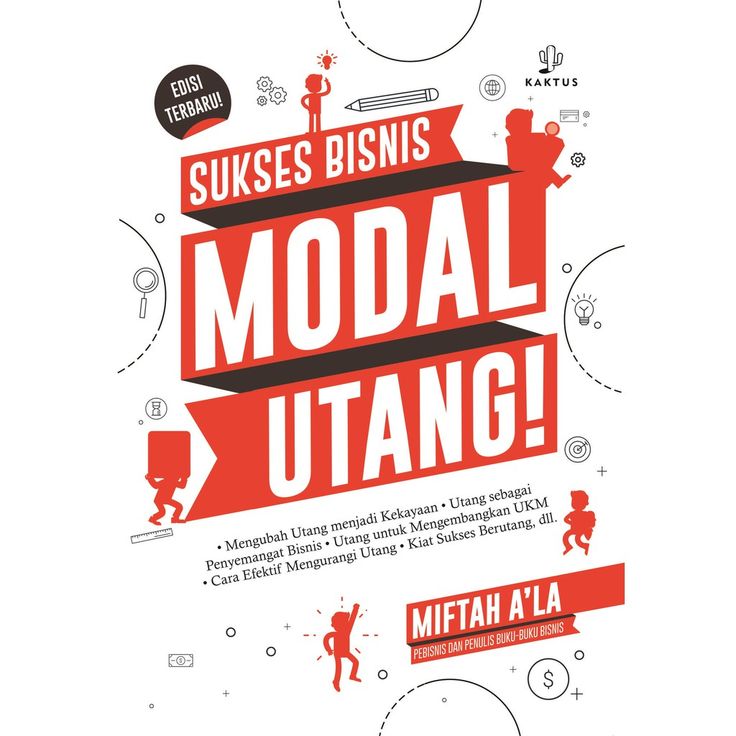 EDISI
TERBARU!
KAKTUS
SUKSES BISNIS
MODAL
UTANG!
• Mengubah Utang menjadi Kekayaan • Utang sebagai
Penyemangat Bisnis • Utang untuk Mengembangkan UKM
• Cara Efektif Mengurangi Utang • Kiat Sukses Berutang, dll.
MIFTAH A'LA
PEBISNIS DAN PENULIS BUKU-BUKU BISNIS
$
$